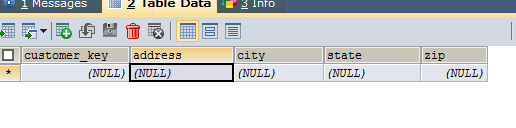 1 Messages 2 Table Data 3 Info
customer_key address city state zip
* (NULL) (NULL) (NULL) (NULL) (NULL)